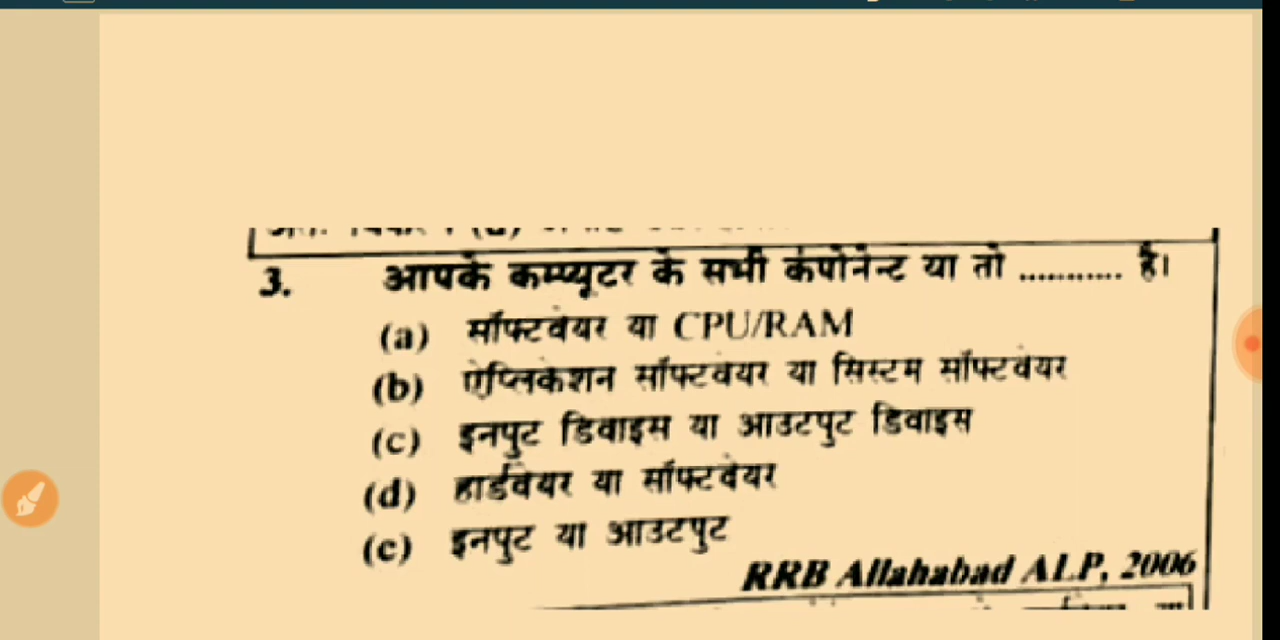 3. आपके कम्प्यूटर के सभी कंपोनेन्ट या तो ........... है।
(a) सॉफ्टवेयर या CPU/RAM
(b) ऐप्लिकेशन सॉफ्टवेयर या सिस्टम सॉफ्टवेयर
(c) इनपुट डिवाइस या आउटपुट डिवाइस
(d) हार्डवेयर या सॉफ्टवेयर
(e) इनपुट या आउटपुट
RRB Allahabad ALP, 2006